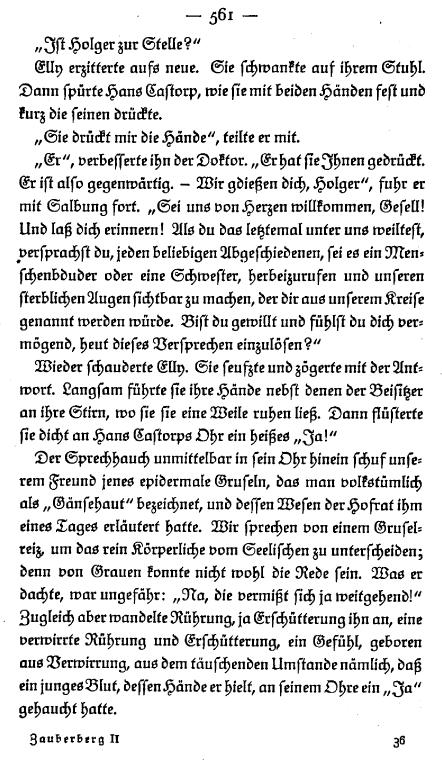 — 561 —
„Ist Holger zur Stelle?“
Elly erzitterte aufs neue. Sie schwankte auf ihrem Stuhl.
Dann spürte Hans Castorp, wie sie mit beiden Händen fest und
kurz die seinen drückte.
„Sie drückt mir die Hände“, teilte er mit.
„Er“, verbesserte ihn der Doktor. „Er hat sie Ihnen gedrückt.
Er ist also gegenwärtig. – Wir gdießen dich, Holger“, fuhr er
mit Salbung fort. „Sei uns von Herzen willkommen, Gesell!
Und laß dich erinnern! Als du das letztemal unter uns weiltest,
versprachst du, jeden beliebigen Abgeschiedenen, sei es ein Men-
schenbduder oder eine Schwester, herbeizurufen und unseren
sterblichen Augen sichtbar zu machen, der dir aus unserem Kreise
genannt werden würde. Bist du gewillt und fühlst du dich ver-
mögend, heut dieses Versprechen einzulösen?“
Wieder schauderte Elly. Sie seufzte und zögerte mit der Ant-
wort. Langsam führte sie ihre Hände nebst denen der Beisitzer
an ihre Stirn, wo sie sie eine Weile ruhen ließ. Dann flüsterte
sie dicht an Hans Castorps Ohr ein heißes „Ja!“
Der Sprechhauch unmittelbar in sein Ohr hinein schuf unse-
rem Freund jenes epidermale Gruseln, das man volkstümlich
als „Gänsehaut“ bezeichnet, und dessen Wesen der Hofrat ihm
eines Tages erläutert hatte. Wir sprechen von einem Grusel-
reiz, um das rein Körperliche vom Seelischen zu unterscheiden;
denn von Grauen konnte nicht wohl die Rede sein. Was er
dachte, war ungefähr: „Na, die vermißt sich ja weitgehend!“
Zugleich aber wandelte Rührung, ja Erschütterung ihn an, eine
verwirrte Rührung und Erschütterung, ein Gefühl, geboren
aus Verwirrung, aus dem täuschenden Umstande nämlich, daß
ein junges Blut, dessen Hände er hielt, an seinem Ohre ein „Ja“
gehaucht hatte.
Zauberberg II 36